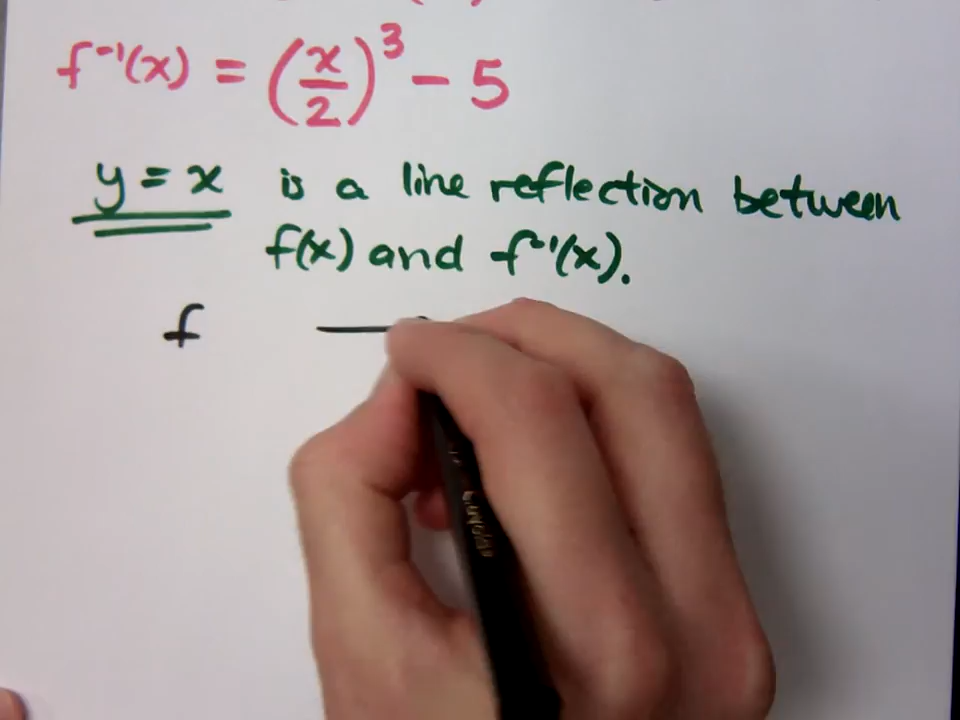 f⁻¹(x) = (x/2)³ - 5
y = x is a line reflection between
f(x) and f⁻¹(x).
f